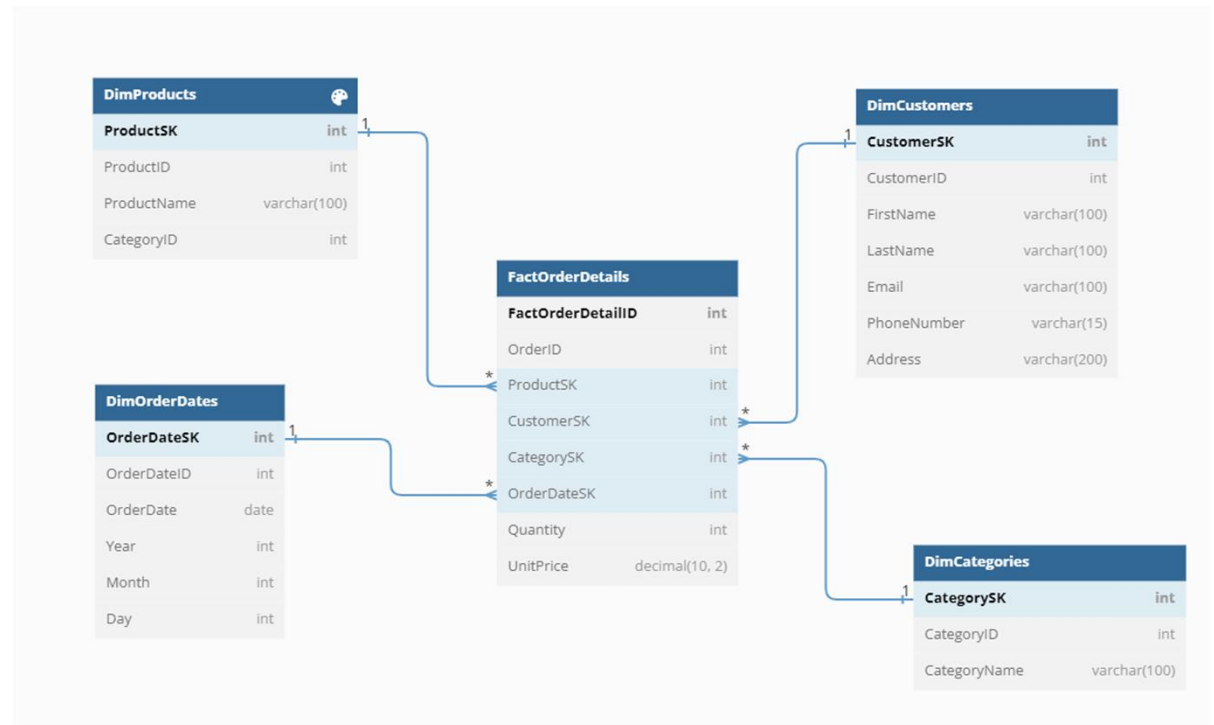 DimProducts
ProductSK int
ProductID int
ProductName varchar(100)
CategoryID int
1
DimOrderDates
OrderDateSK int
OrderDateID int
OrderDate date
Year int
Month int
Day int
1
FactOrderDetails
FactOrderDetailID int
OrderID int
* ProductSK int
CustomerSK int *
CategorySK int *
* OrderDateSK int
Quantity int
UnitPrice decimal(10, 2)
DimCustomers
1 CustomerSK int
CustomerID int
FirstName varchar(100)
LastName varchar(100)
Email varchar(100)
PhoneNumber varchar(15)
Address varchar(200)
DimCategories
1 CategorySK int
CategoryID int
CategoryName varchar(100)